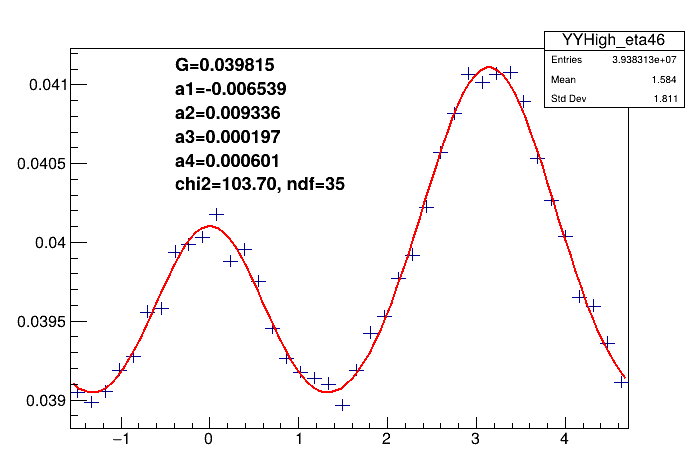 YYHigh_eta46
Entries 3.938313e+07
Mean 1.584
Std Dev 1.811
G=0.039815
a1=-0.006539
a2=0.009336
a3=0.000197
a4=0.000601
chi2=103.70, ndf=35
0.041
0.0405
0.04
0.0395
0.039
−1 0 1 2 3 4